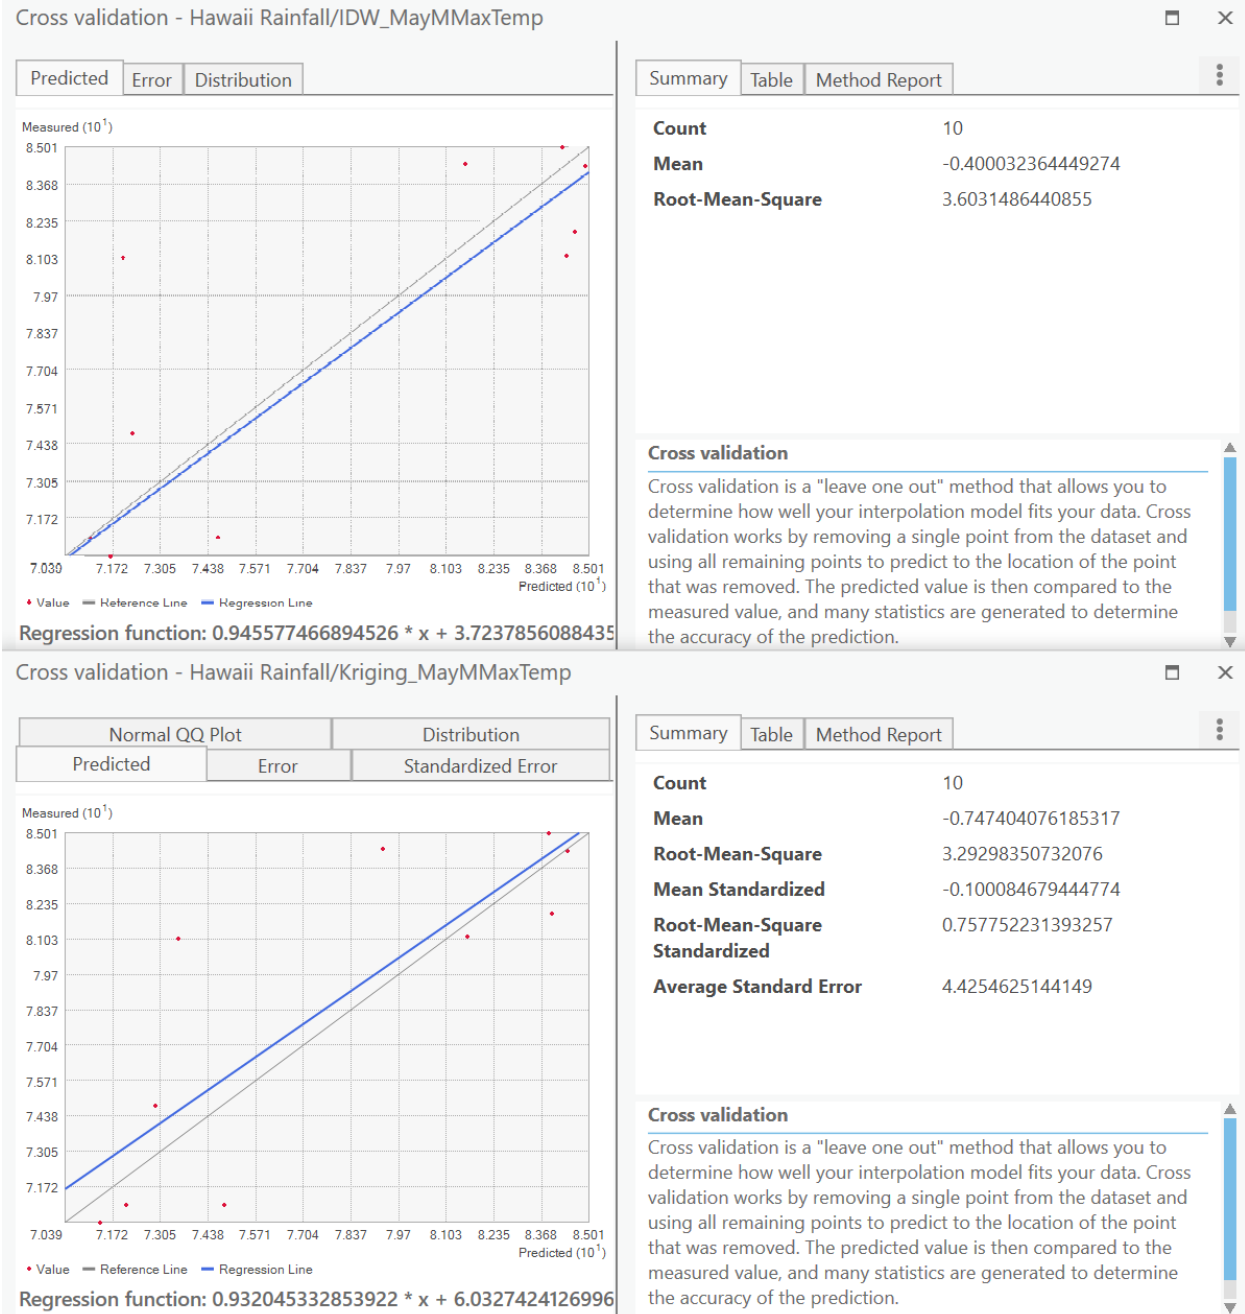 Cross validation - Hawaii Rainfall/IDW_MayMMaxTemp
Predicted Error Distribution
Measured (10^1)
8.501
8.368
8.235
8.103
7.97
7.837
7.704
7.571
7.438
7.305
7.172
7.039 7.172 7.305 7.438 7.571 7.704 7.837 7.97 8.103 8.235 8.368 8.501
Predicted (10^1)
Value Reference Line Regression Line
Regression function: 0.945577466894526 * x + 3.7237856088435
Summary Table Method Report
Count 10
Mean -0.400032364449274
Root-Mean-Square 3.6031486440855
Cross validation
Cross validation is a "leave one out" method that allows you to
determine how well your interpolation model fits your data. Cross
validation works by removing a single point from the dataset and
using all remaining points to predict to the location of the point
that was removed. The predicted value is then compared to the
measured value, and many statistics are generated to determine
the accuracy of the prediction.
Cross validation - Hawaii Rainfall/Kriging_MayMMaxTemp
Normal QQ Plot Distribution
Predicted Error Standardized Error
Measured (10^1)
8.501
8.368
8.235
8.103
7.97
7.837
7.704
7.571
7.438
7.305
7.172
7.039 7.172 7.305 7.438 7.571 7.704 7.837 7.97 8.103 8.235 8.368 8.501
Predicted (10^1)
Value Reference Line Regression Line
Regression function: 0.932045332853922 * x + 6.0327424126996
Summary Table Method Report
Count 10
Mean -0.747404076185317
Root-Mean-Square 3.29298350732076
Mean Standardized -0.100084679444774
Root-Mean-Square 0.757752231393257
Standardized
Average Standard Error 4.4254625144149
Cross validation
Cross validation is a "leave one out" method that allows you to
determine how well your interpolation model fits your data. Cross
validation works by removing a single point from the dataset and
using all remaining points to predict to the location of the point
that was removed. The predicted value is then compared to the
measured value, and many statistics are generated to determine
the accuracy of the prediction.